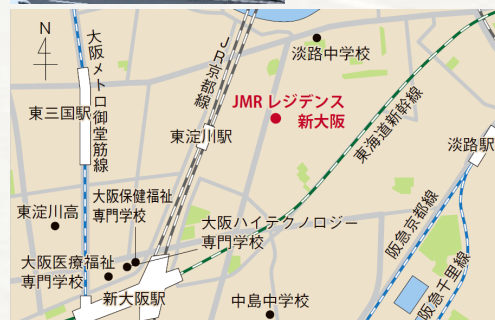 N
大阪メトロ御堂筋線
JR京都線
淡路中学校
JMR レジデンス
新大阪
東三国駅
東淀川駅
東海道新幹線
淡路駅
大阪保健福祉
専門学校
東淀川高
大阪ハイテクノロジー
専門学校
阪急京都線
大阪医療福祉
専門学校
新大阪駅
中島中学校
阪急千里線